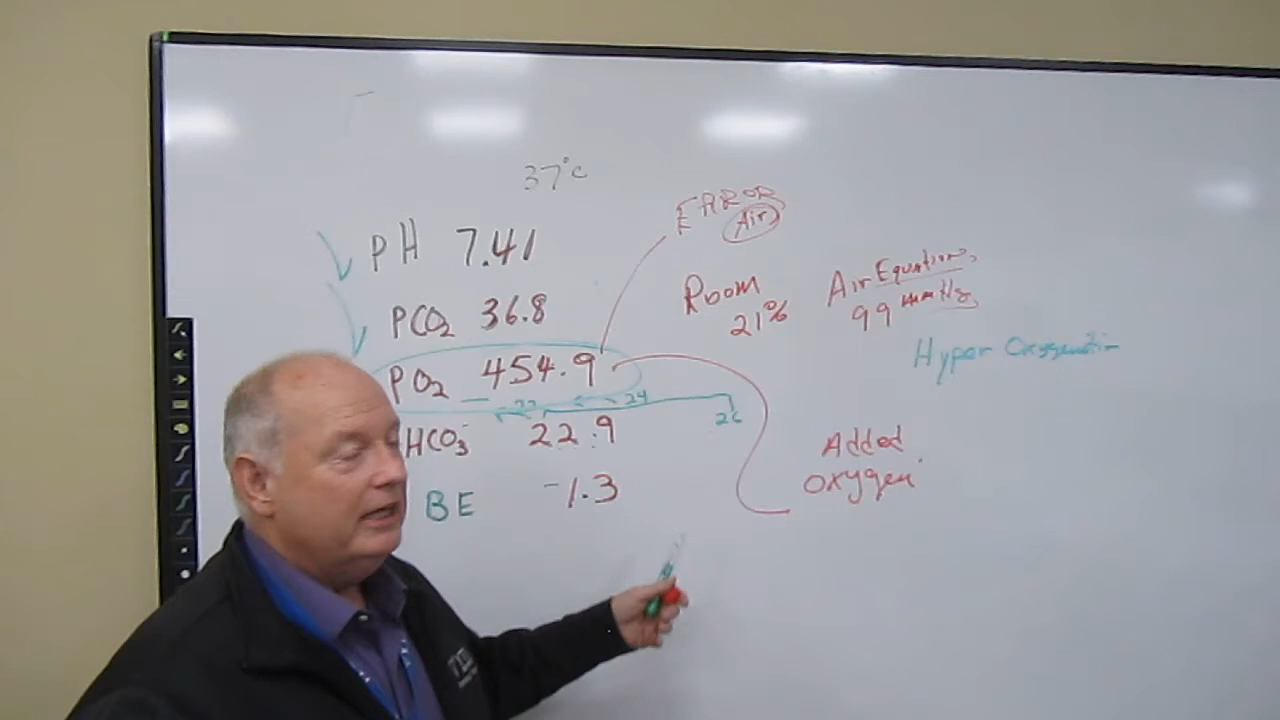 37°C
PH 7.41
PCO2 36.8
PO2 454.9
22 24 26
HCO3- 22.9
BE -1.3
ERROR
Air
Room
21%
Air Equation
99 mmHg
Hyper Oxygenation
Added
Oxygen